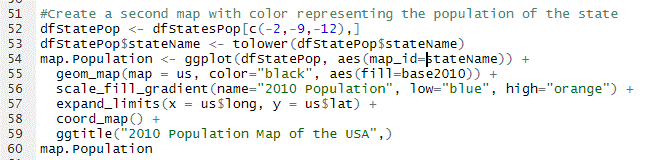 51 #Create a second map with color representing the population of the state
52 dfStatePop <- dfStatesPop[c(-2,-9,-12),]
53 dfStatePop$stateName <- tolower(dfStatePop$stateName)
54 map.Population <- ggplot(dfStatePop, aes(map_id=stateName)) +
55   geom_map(map = us, color="black", aes(fill=base2010)) +
56   scale_fill_gradient(name="2010 Population", low="blue", high="orange") +
57   expand_limits(x = us$long, y = us$lat) +
58   coord_map() +
59   ggtitle("2010 Population Map of the USA",)
60 map.Population